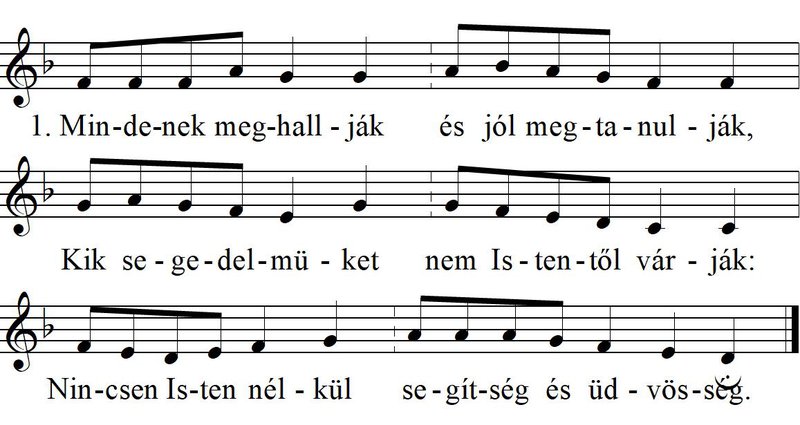 1. Min-de-nek meg-hall-ják és jól meg-ta-nul-ják,
Kik se-ge-del-mü-ket nem Is-ten-től vár-ják:
Nin-csen Is-ten nél-kül se-gít-ség és üd-vös-ség.